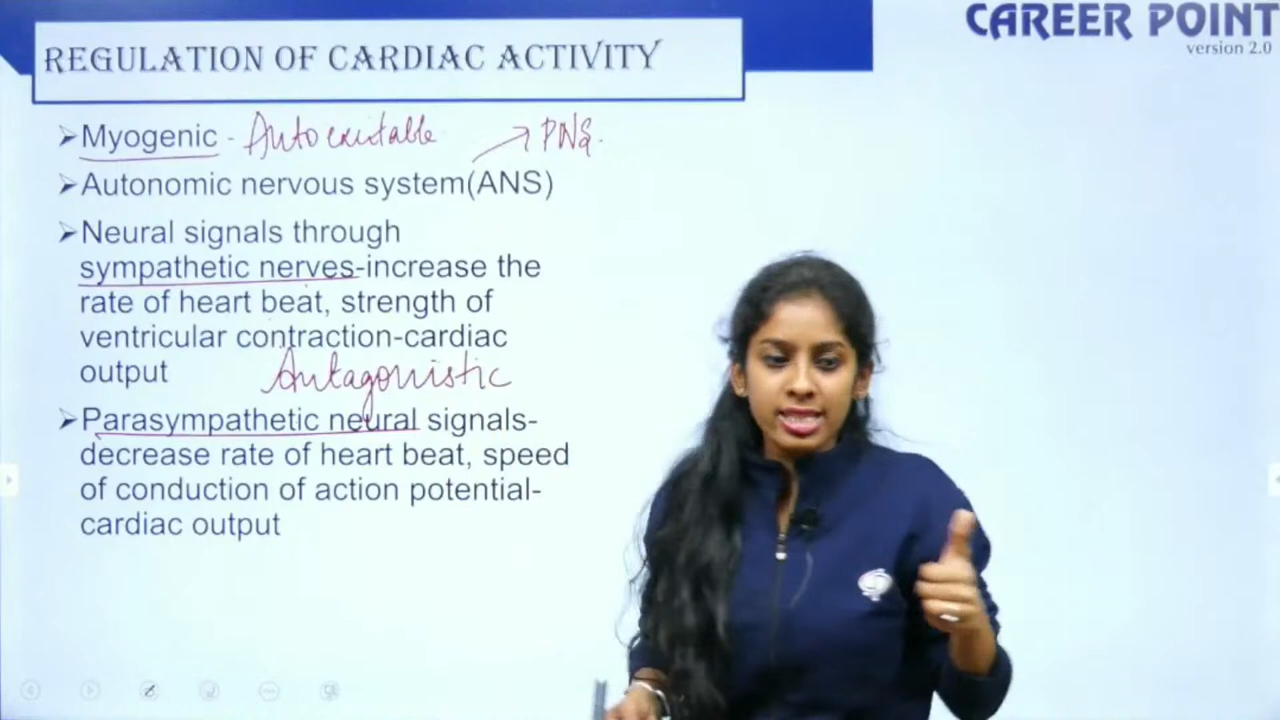 CAREER POINT
version 2.0
REGULATION OF CARDIAC ACTIVITY
➢Myogenic - Autoexcitable
→ PNS.
➢Autonomic nervous system(ANS)
➢Neural signals through
sympathetic nerves-increase the
rate of heart beat, strength of
ventricular contraction-cardiac
output
Antagonistic
➢Parasympathetic neural signals-
decrease rate of heart beat, speed
of conduction of action potential-
cardiac output